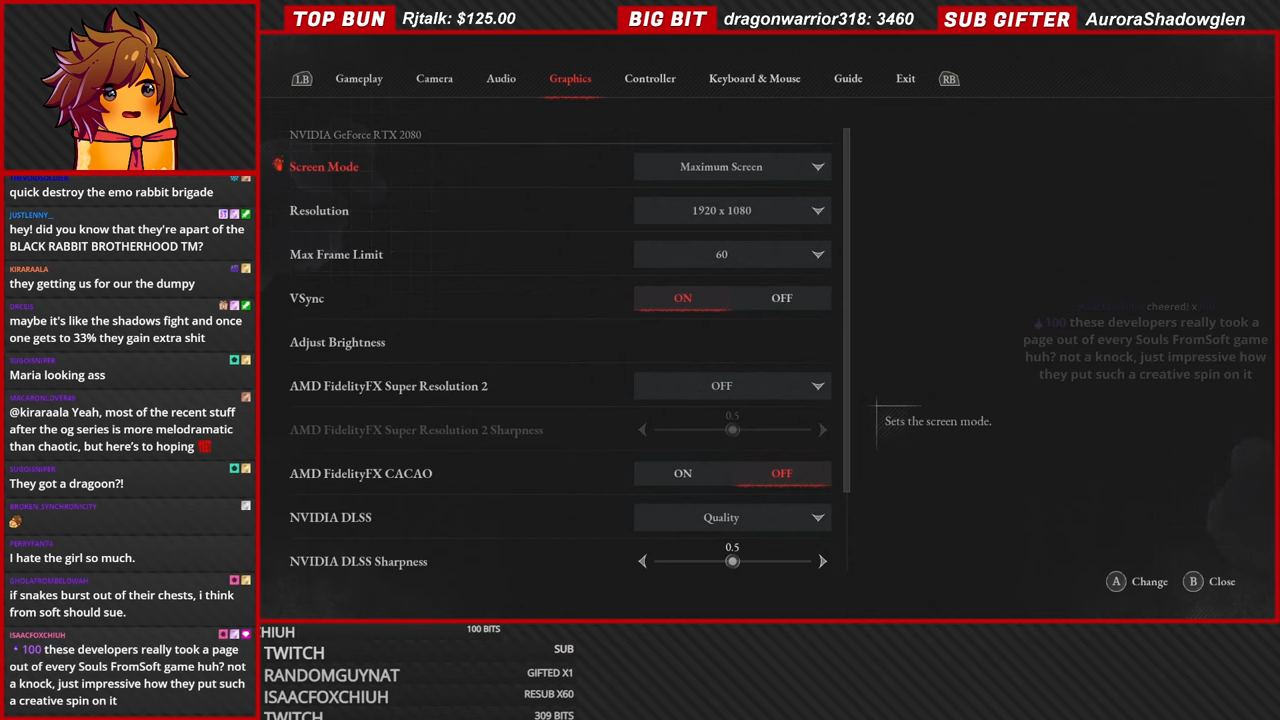 TOP BUN Rjtalk: $125.00 BIG BIT dragonwarrior318: 3460 SUB GIFTER AuroraShadowglen
LB Gameplay Camera Audio Graphics Controller Keyboard & Mouse Guide Exit RB
NVIDIA GeForce RTX 2080
Screen Mode Maximum Screen
Resolution 1920 x 1080
Max Frame Limit 60
VSync ON OFF
Adjust Brightness
AMD FidelityFX Super Resolution 2 OFF
AMD FidelityFX Super Resolution 2 Sharpness 0.5
AMD FidelityFX CACAO ON OFF
NVIDIA DLSS Quality
NVIDIA DLSS Sharpness 0.5
Sets the screen mode.
A Change B Close
cheered! x
100 these developers really took a
page out of every Souls FromSoft game
huh? not a knock, just impressive how
they put such a creative spin on it
quick destroy the emo rabbit brigade
JUSTLENNY__
hey! did you know that they're apart of the
BLACK RABBIT BROTHERHOOD TM?
KIRARAALA
they getting us for our the dumpy
ORCEIS
maybe it's like the shadows fight and once
one gets to 33% they gain extra shit
SUGOISNIPER
Maria looking ass
MACARONLOVER49
@kiraraala Yeah, most of the recent stuff
after the og series is more melodramatic
than chaotic, but here's to hoping
SUGOISNIPER
They got a dragoon?!
BROKEN_SYNCHRONICITY
PERRYFAN74
I hate the girl so much.
GHOLAFROMBELOWAH
if snakes burst out of their chests, i think
from soft should sue.
ISAACFOXCHIUH
100 these developers really took a page
out of every Souls FromSoft game huh? not
a knock, just impressive how they put such
a creative spin on it
CHIUH 100 BITS
TWITCH SUB
RANDOMGUYNAT GIFTED X1
ISAACFOXCHIUH RESUB X60
TWITCH 309 BITS